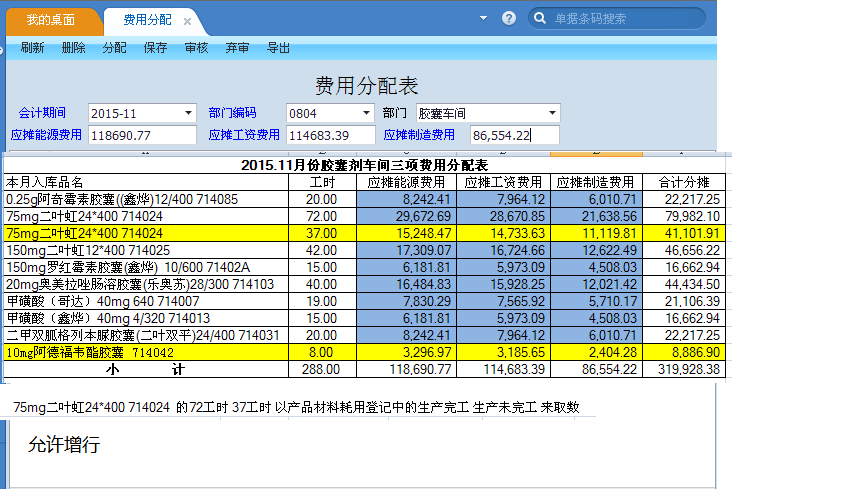 我的桌面 费用分配 × ? 单据条码搜索
刷新 删除 分配 保存 审核 弃审 导出
费用分配表
会计期间 2015-11 部门编码 0804 部门 胶囊车间
应摊能源费用 118690.77 应摊工资费用 114683.39 应摊制造费用 86,554.22
2015.11月份胶囊剂车间三项费用分配表
本月入库品名 工时 应摊能源费用 应摊工资费用 应摊制造费用 合计分摊
0.25g阿奇霉素胶囊((鑫烨)12/400 714085 20.00 8,242.41 7,964.12 6,010.71 22,217.25
75mg二叶虹24*400 714024 72.00 29,672.69 28,670.85 21,638.56 79,982.10
75mg二叶虹24*400 714024 37.00 15,248.47 14,733.63 11,119.81 41,101.91
150mg二叶虹12*400 714025 42.00 17,309.07 16,724.66 12,622.49 46,656.22
150mg罗红霉素胶囊(鑫烨) 10/600 71402A 15.00 6,181.81 5,973.09 4,508.03 16,662.94
20mg奥美拉唑肠溶胶囊(乐奥苏)28/300 714103 40.00 16,484.83 15,928.25 12,021.42 44,434.50
甲磺酸（哥达）40mg 640 714007 19.00 7,830.29 7,565.92 5,710.17 21,106.39
甲磺酸（鑫烨）40mg 4/320 714013 15.00 6,181.81 5,973.09 4,508.03 16,662.94
二甲双胍格列本脲胶囊(二叶双平)24/400 714031 20.00 8,242.41 7,964.12 6,010.71 22,217.25
10mg阿德福韦酯胶囊 714042 8.00 3,296.97 3,185.65 2,404.28 8,886.90
小 计 288.00 118,690.77 114,683.39 86,554.22 319,928.38
75mg二叶虹24*400 714024 的72工时 37工时 以产品材料耗用登记中的生产完工 生产未完工 来取数
允许增行